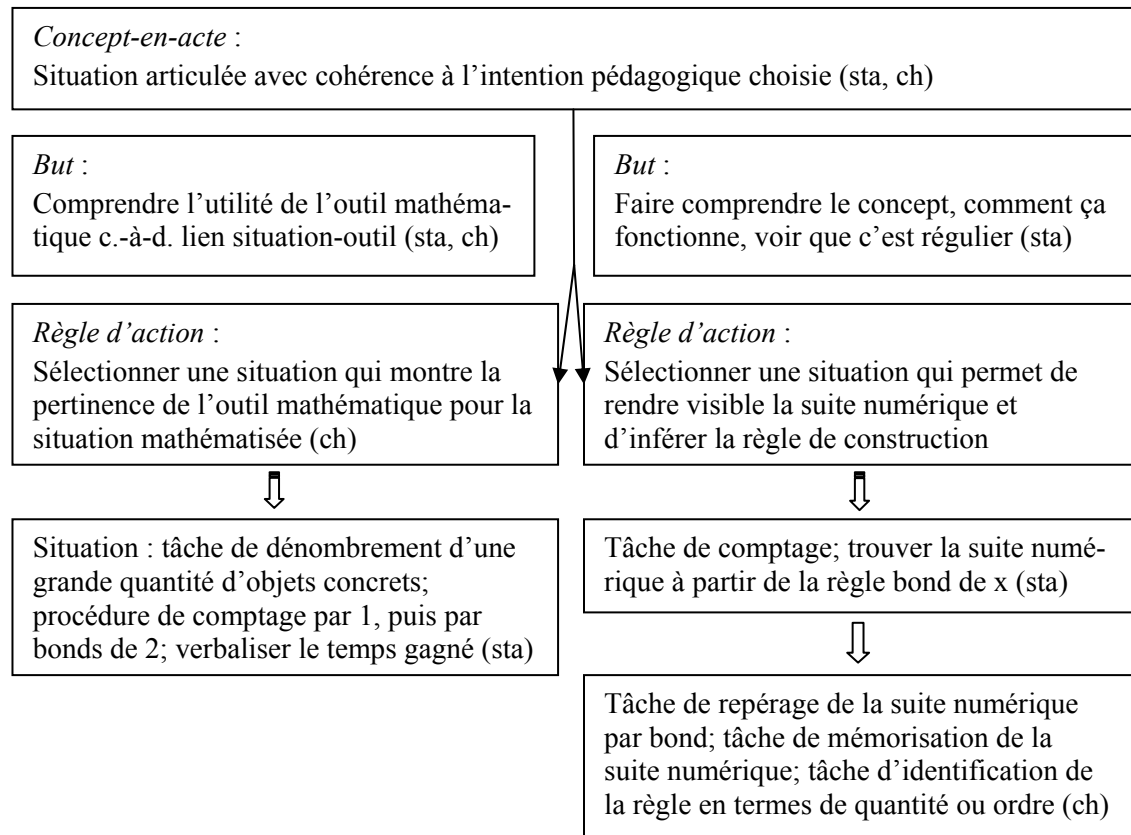 Concept-en-acte :
Situation articulée avec cohérence à l’intention pédagogique choisie (sta, ch)
But :
Comprendre l’utilité de l’outil mathéma-
tique c.-à-d. lien situation-outil (sta, ch)
But :
Faire comprendre le concept, comment ça
fonctionne, voir que c’est régulier (sta)
Règle d’action :
Sélectionner une situation qui montre la
pertinence de l’outil mathématique pour la
situation mathématisée (ch)
Règle d’action :
Sélectionner une situation qui permet de
rendre visible la suite numérique et
d’inférer la règle de construction
Situation : tâche de dénombrement d’une
grande quantité d’objets concrets;
procédure de comptage par 1, puis par
bonds de 2; verbaliser le temps gagné (sta)
Tâche de comptage; trouver la suite numé-
rique à partir de la règle bond de x (sta)
Tâche de repérage de la suite numérique
par bond; tâche de mémorisation de la
suite numérique; tâche d’identification de
la règle en termes de quantité ou ordre (ch)